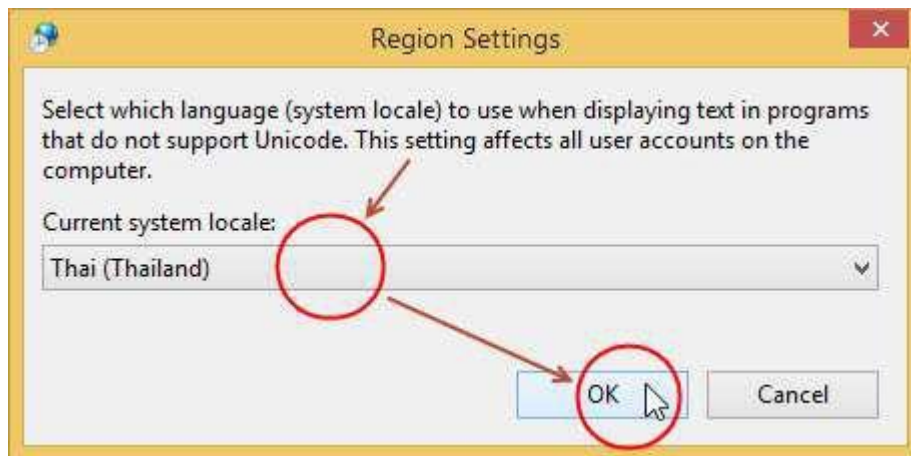 Region Settings
Select which language (system locale) to use when displaying text in programs
that do not support Unicode. This setting affects all user accounts on the
computer.
Current system locale:
Thai (Thailand)
OK
Cancel